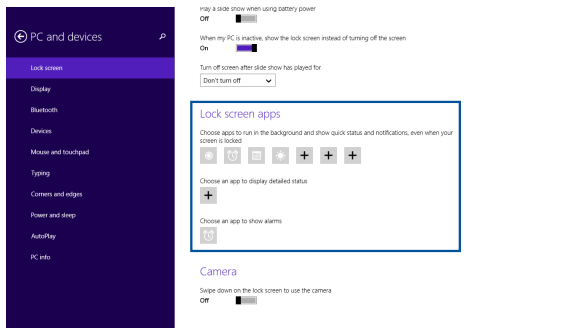 PC and devices
Lock screen
Display
Bluetooth
Devices
Mouse and touchpad
Typing
Corners and edges
Power and sleep
AutoPlay
PC info
Play a slide show when using battery power
Off
When my PC is inactive, show the lock screen instead of turning off the screen
On
Turn off screen after slide show has played for
Don't turn off
Lock screen apps
Choose apps to run in the background and show quick status and notifications, even when your
screen is locked
Choose an app to display detailed status
Choose an app to show alarms
Camera
Swipe down on the lock screen to use the camera
Off